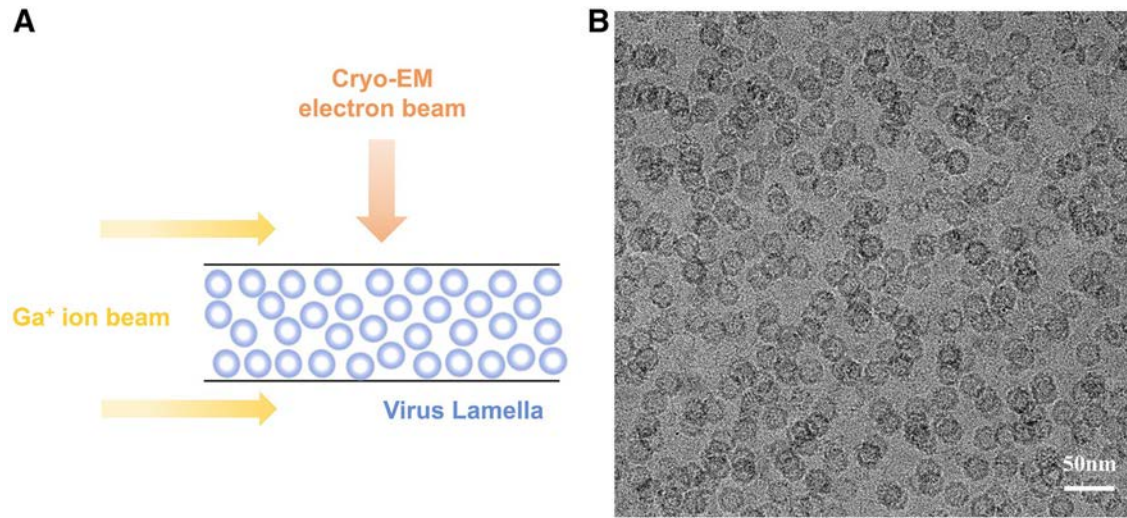 A
Cryo-EM
electron beam
Ga⁺ ion beam
Virus Lamella
B
50nm